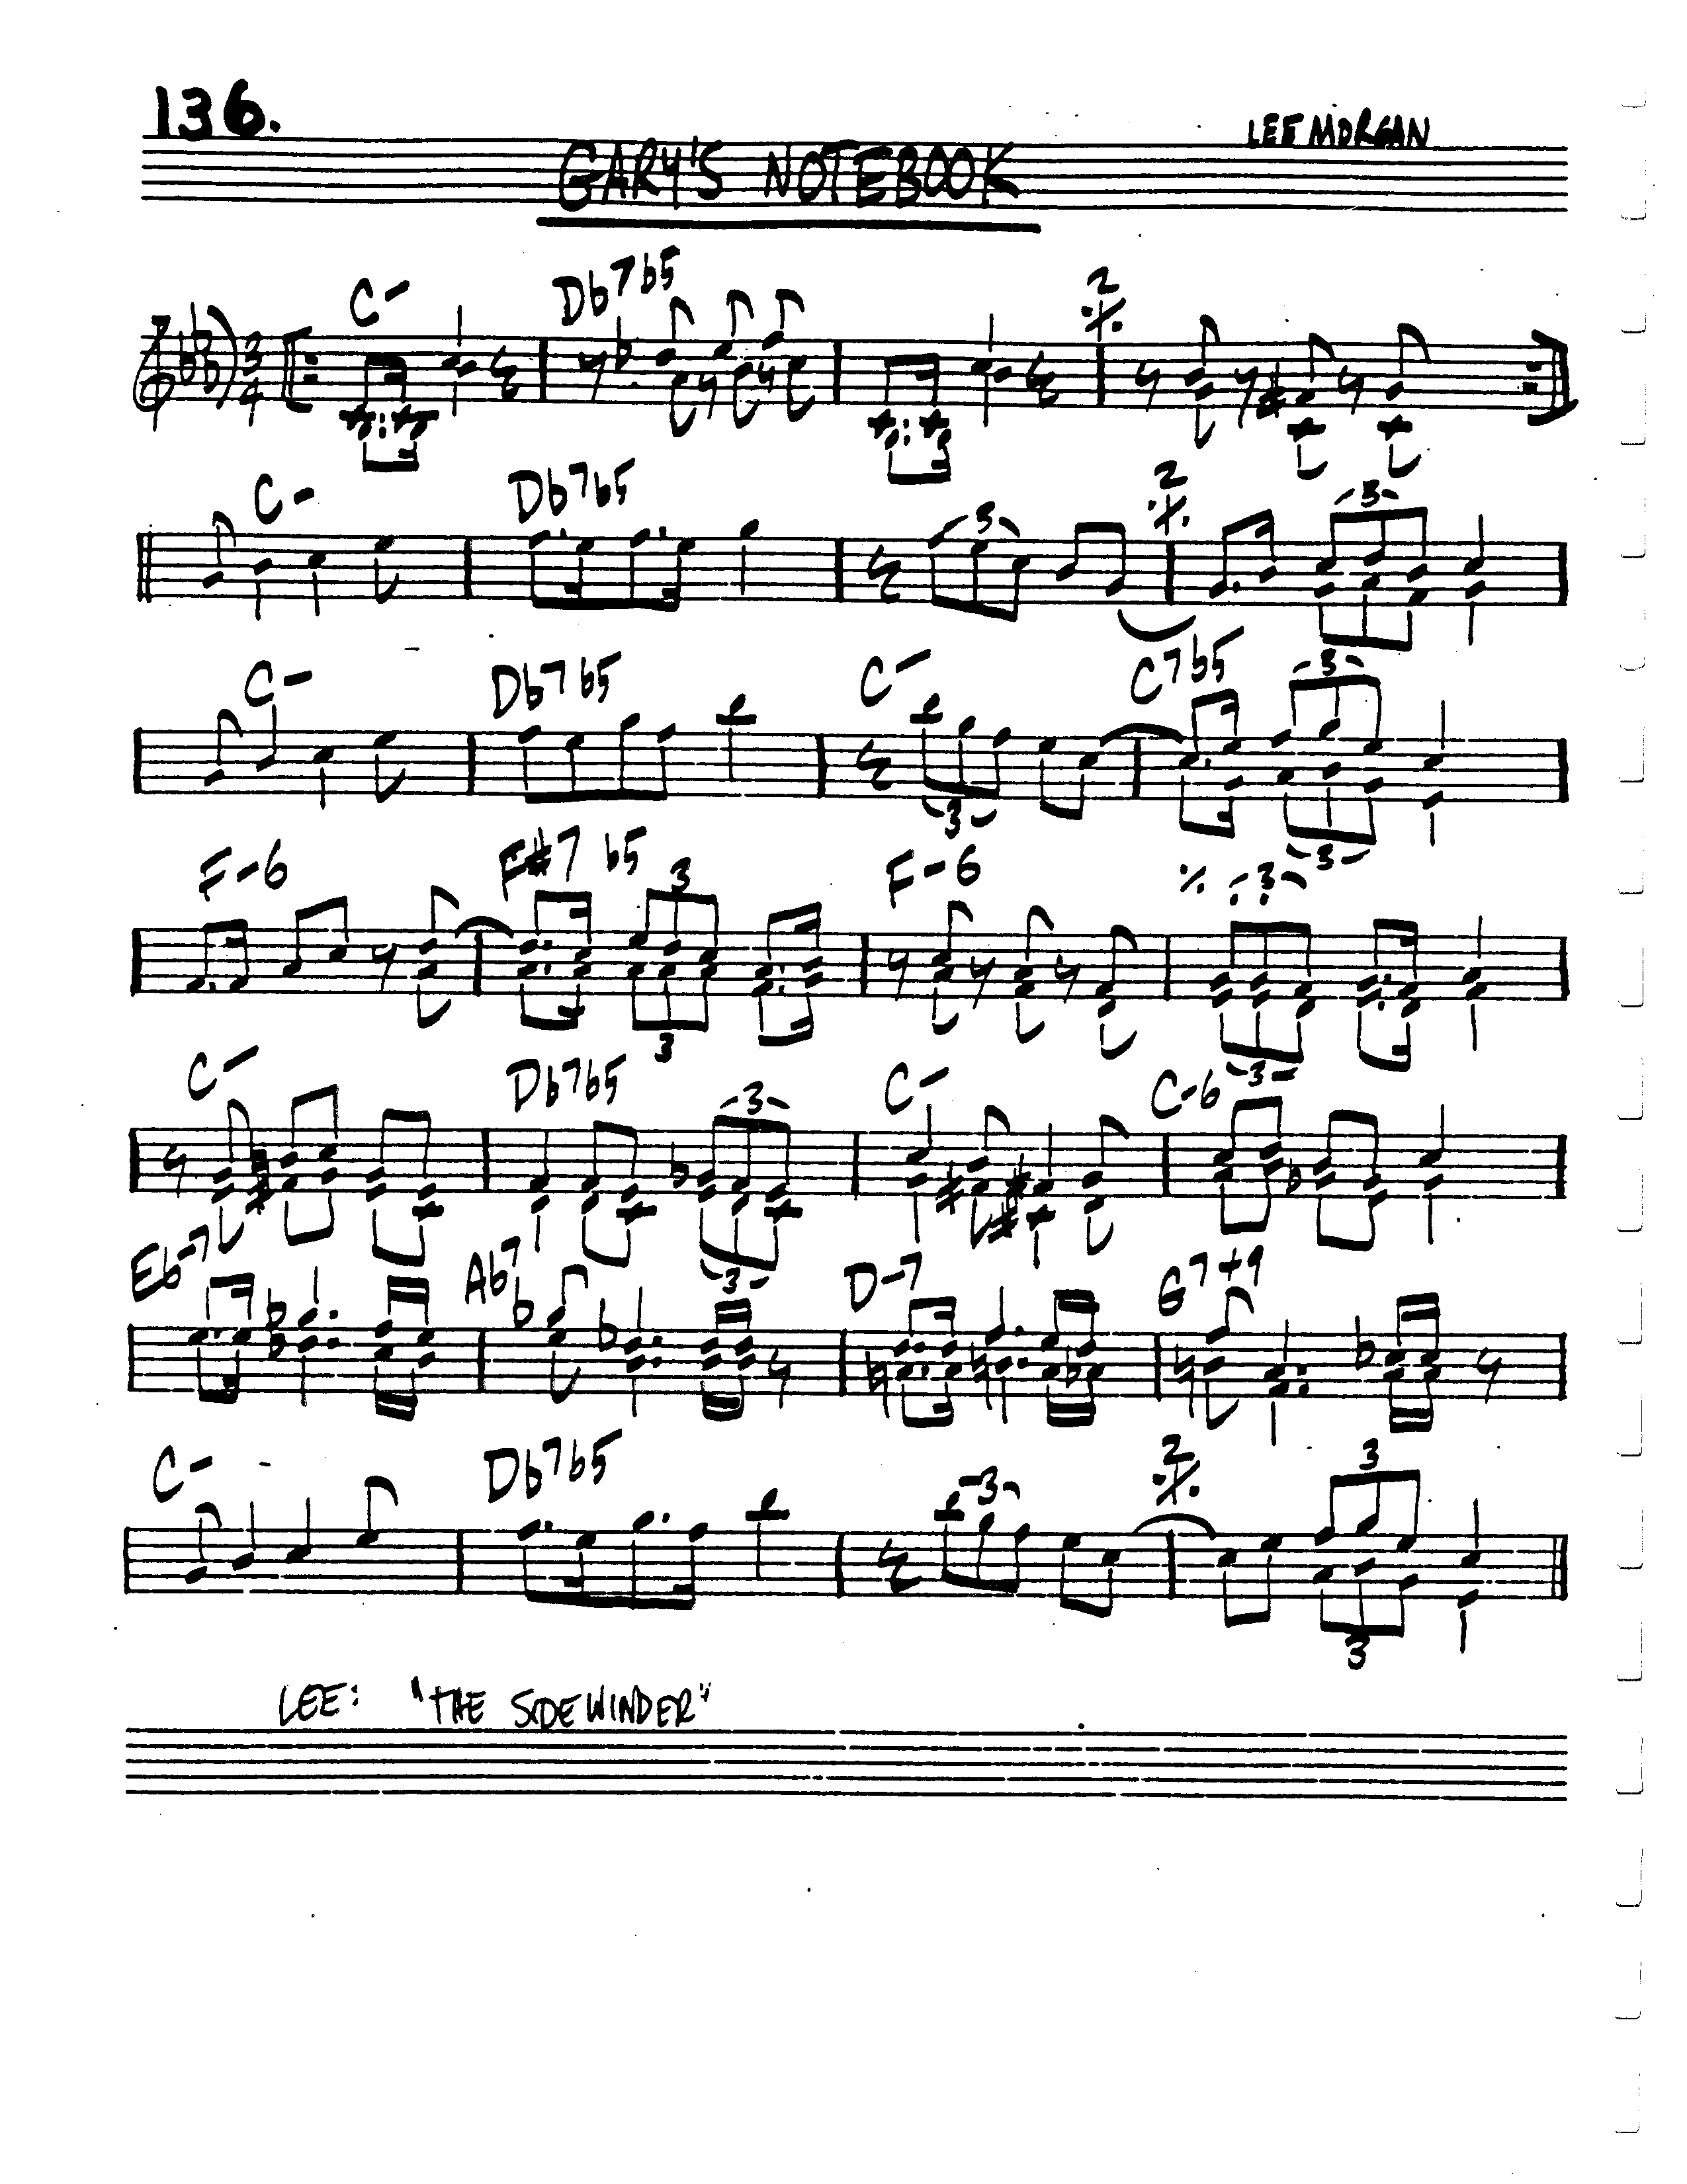 136.
LEE MORGAN
GARY'S NOTEBOOK
C- Db7b5 2
3
4
C- Db7b5 3 2 3
C- Db7b5 C- C7b5 3
3 3
F-6 F#7 b5 3 F-6 3
3 3
C- Db7b5 3 C- C-6
3
Eb-7 Ab7 D-7 G7+9
C- Db7b5 3 2 3
3
LEE: "THE SIDEWINDER"